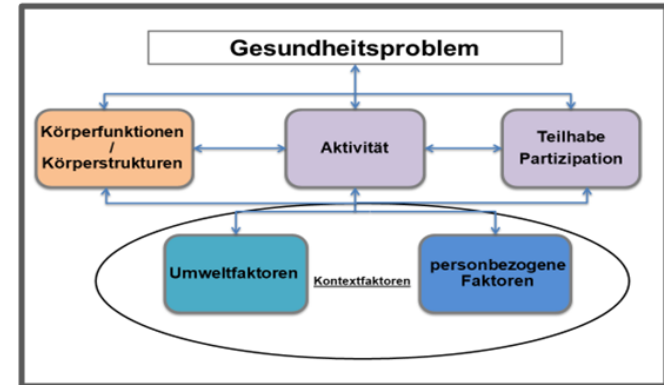 Gesundheitsproblem
Körperfunktionen
/
Körperstrukturen
Aktivität
Teilhabe
Partizipation
Umweltfaktoren
Kontextfaktoren
personbezogene
Faktoren